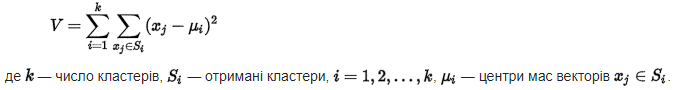 V = \sum_{i=1}^{k} \sum_{x_j \in S_i} (x_j - \mu_i)^2
де k — число кластерів, S_i — отримані кластери, i = 1, 2, \ldots, k, \mu_i — центри мас векторів x_j \in S_i.